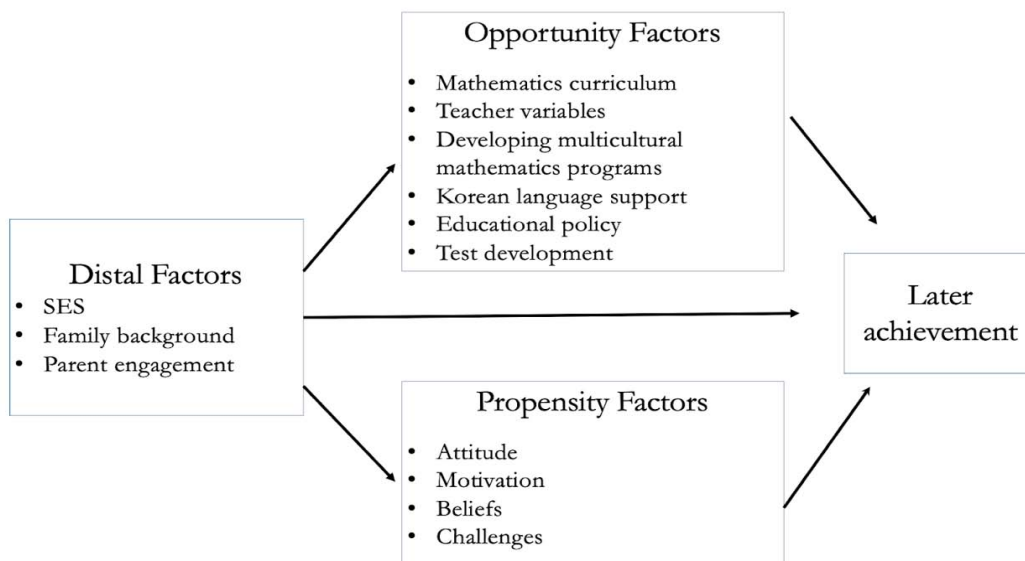 Opportunity Factors
• Mathematics curriculum
• Teacher variables
• Developing multicultural
mathematics programs
• Korean language support
• Educational policy
• Test development
Distal Factors
• SES
• Family background
• Parent engagement
Later
achievement
Propensity Factors
• Attitude
• Motivation
• Beliefs
• Challenges